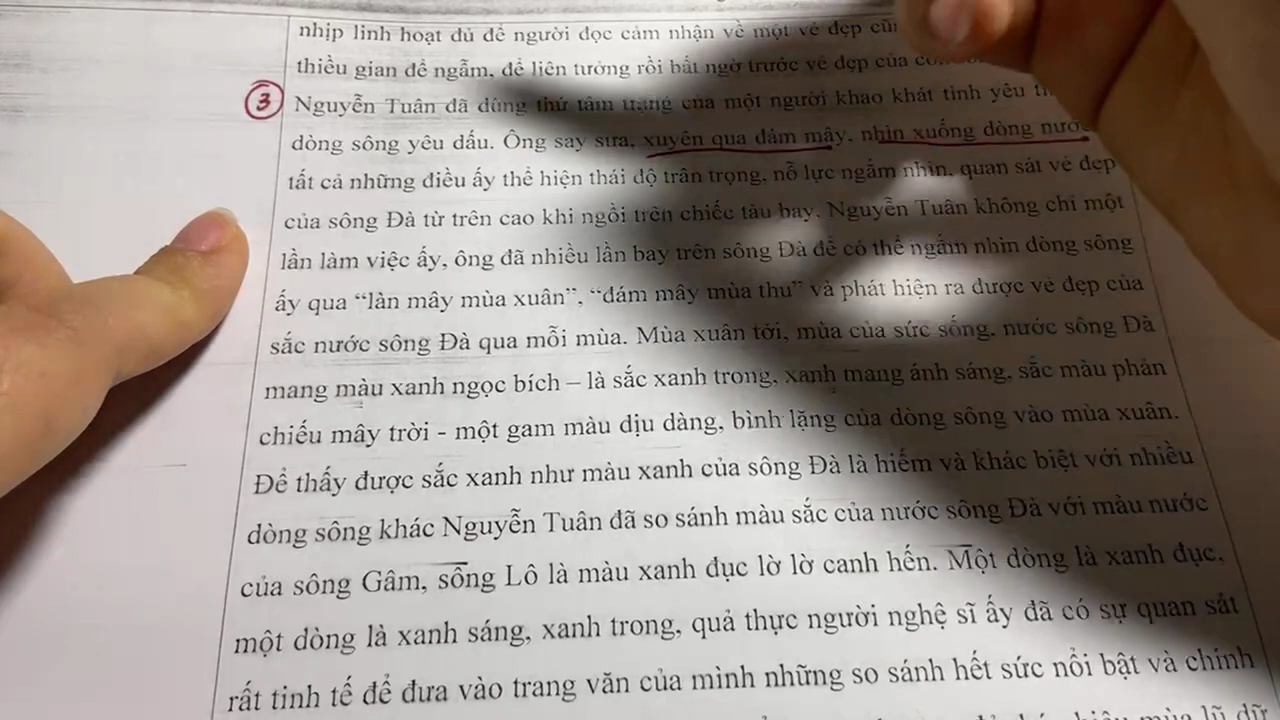 nhịp linh hoạt đủ để người đọc cảm nhận về một vẻ đẹp
thiều gian để ngẫm, để liên tưởng rồi bất ngờ trước vẻ đẹp của
3 Nguyễn Tuân đã dùng thứ tâm trạng của một người khao khát tình yêu
dòng sông yêu dấu. Ông say sưa, xuyên qua đám mây, nhìn xuống dòng nước
tất cả những điều ấy thể hiện thái độ trân trọng, nỗ lực ngắm nhìn, quan sát vẻ đẹp
của sông Đà từ trên cao khi ngồi trên chiếc tàu bay. Nguyễn Tuân không chỉ một
lần làm việc ấy, ông đã nhiều lần bay trên sông Đà để có thể ngắm nhìn dòng sông
ấy qua “làn mây mùa xuân”, “đám mây mùa thu” và phát hiện ra được vẻ đẹp của
sắc nước sông Đà qua mỗi mùa. Mùa xuân tới, mùa của sức sống, nước sông Đà
mang màu xanh ngọc bích – là sắc xanh trong, xanh mang ánh sáng, sắc màu phản
chiếu mây trời - một gam màu dịu dàng, bình lặng của dòng sông vào mùa xuân.
Để thấy được sắc xanh như màu xanh của sông Đà là hiếm và khác biệt với nhiều
dòng sông khác Nguyễn Tuân đã so sánh màu sắc của nước sông Đà với màu nước
của sông Gâm, sông Lô là màu xanh đục lờ lờ canh hến. Một dòng là xanh đục,
một dòng là xanh sáng, xanh trong, quả thực người nghệ sĩ ấy đã có sự quan sát
rất tinh tế để đưa vào trang văn của mình những so sánh hết sức nổi bật và chính
mùa lũ dữ